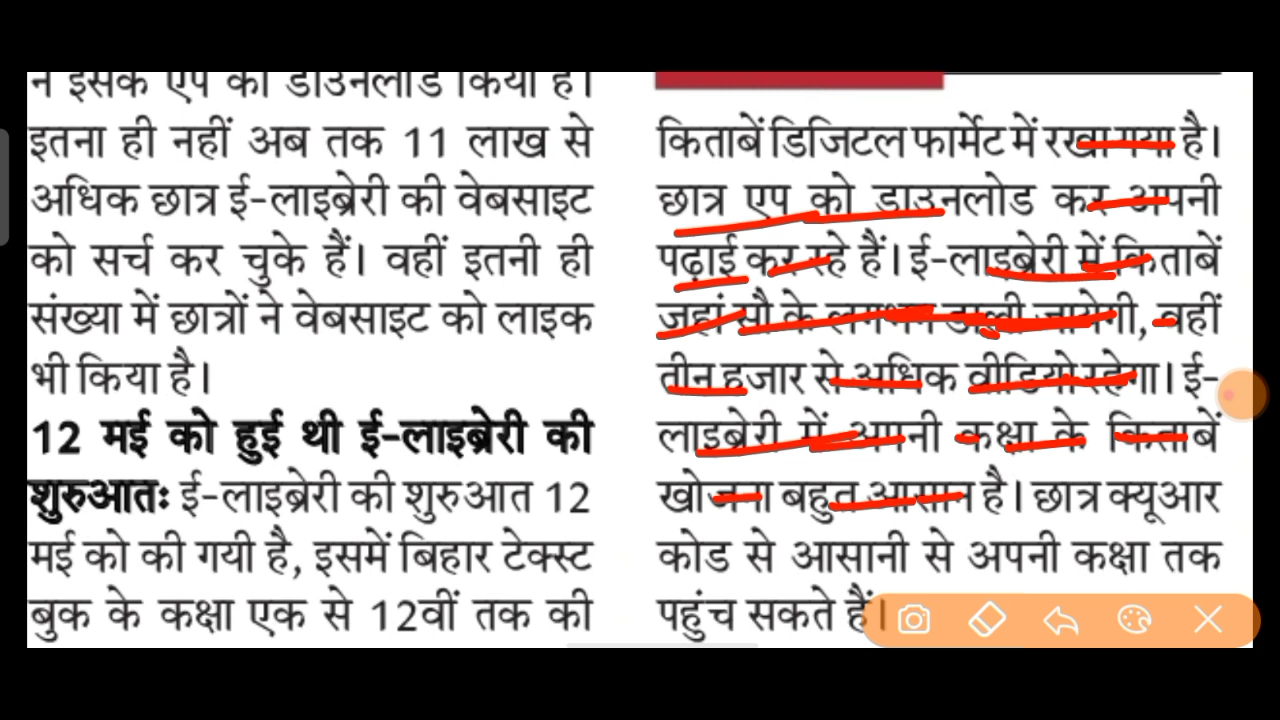 ने इसके एप को डाउनलोड किया है।
इतना ही नहीं अब तक 11 लाख से
अधिक छात्र ई-लाइब्रेरी की वेबसाइट
को सर्च कर चुके हैं। वहीं इतनी ही
संख्या में छात्रों ने वेबसाइट को लाइक
भी किया है।
12 मई को हुई थी ई-लाइब्रेरी की
शुरुआतः ई-लाइब्रेरी की शुरुआत 12
मई को की गयी है, इसमें बिहार टेक्स्ट
बुक के कक्षा एक से 12वीं तक की
किताबें डिजिटल फार्मेट में रखा गया है।
छात्र एप को डाउनलोड कर अपनी
पढ़ाई कर रहे हैं। ई-लाइब्रेरी में किताबें
जहां सौ के लगभग डाली जायेगी, वहीं
तीन हजार से अधिक वीडियो रहेगा। ई-
लाइब्रेरी में अपनी कक्षा के किताबें
खोजना बहुत आसान है। छात्र क्यूआर
कोड से आसानी से अपनी कक्षा तक
पहुंच सकते हैं।